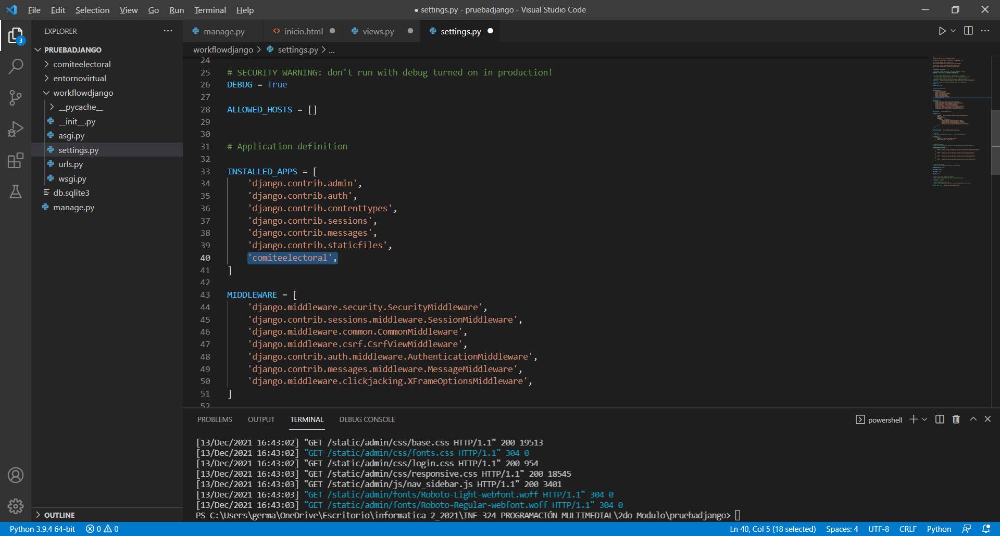 File Edit Selection View Go Run Terminal Help
● settings.py - pruebadjango - Visual Studio Code
EXPLORER ···
manage.py
inicio.html
views.py
settings.py
3
workflowdjango > settings.py > ...
PRUEBADJANGO
comiteelectoral
entornovirtual
workflowdjango
__pycache__
__init__.py
asgi.py
settings.py
urls.py
wsgi.py
db.sqlite3
manage.py
OUTLINE
24
25 # SECURITY WARNING: don't run with debug turned on in production!
26 DEBUG = True
27
28 ALLOWED_HOSTS = []
29
30
31 # Application definition
32
33 INSTALLED_APPS = [
34 'django.contrib.admin',
35 'django.contrib.auth',
36 'django.contrib.contenttypes',
37 'django.contrib.sessions',
38 'django.contrib.messages',
39 'django.contrib.staticfiles',
40 'comiteelectoral',
41 ]
42
43 MIDDLEWARE = [
44 'django.middleware.security.SecurityMiddleware',
45 'django.contrib.sessions.middleware.SessionMiddleware',
46 'django.middleware.common.CommonMiddleware',
47 'django.middleware.csrf.CsrfViewMiddleware',
48 'django.contrib.auth.middleware.AuthenticationMiddleware',
49 'django.contrib.messages.middleware.MessageMiddleware',
50 'django.middleware.clickjacking.XFrameOptionsMiddleware',
51 ]
52
PROBLEMS OUTPUT TERMINAL DEBUG CONSOLE
powershell
[13/Dec/2021 16:43:02] "GET /static/admin/css/base.css HTTP/1.1" 200 19513
[13/Dec/2021 16:43:02] "GET /static/admin/css/fonts.css HTTP/1.1" 304 0
[13/Dec/2021 16:43:02] "GET /static/admin/css/login.css HTTP/1.1" 200 954
[13/Dec/2021 16:43:03] "GET /static/admin/css/responsive.css HTTP/1.1" 200 18545
[13/Dec/2021 16:43:03] "GET /static/admin/js/nav_sidebar.js HTTP/1.1" 200 3401
[13/Dec/2021 16:43:03] "GET /static/admin/fonts/Roboto-Light-webfont.woff HTTP/1.1" 304 0
[13/Dec/2021 16:43:03] "GET /static/admin/fonts/Roboto-Regular-webfont.woff HTTP/1.1" 304 0
PS C:\Users\germa\OneDrive\Escritorio\informatica 2_2021\INF-324 PROGRAMACIÓN MULTIMEDIAL\2do Modulo\pruebadjango>
Python 3.9.4 64-bit 0 0 Ln 40, Col 5 (18 selected) Spaces: 4 UTF-8 CRLF Python